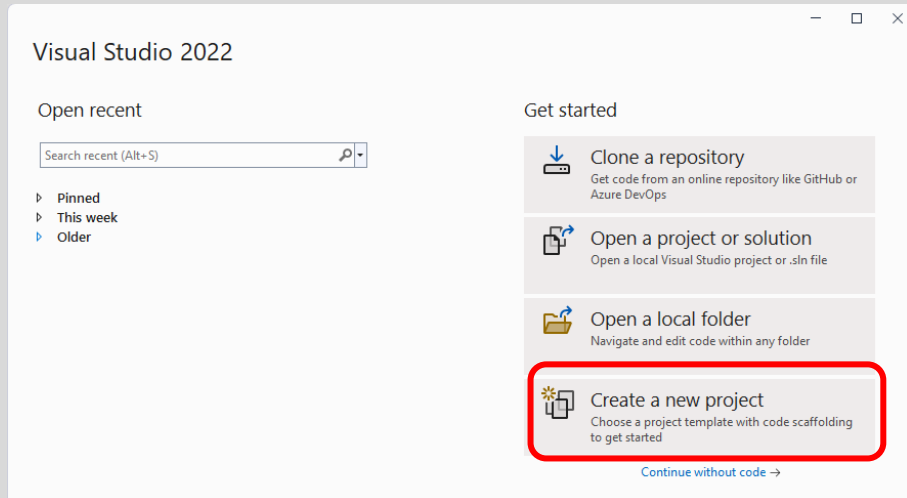 Visual Studio 2022
Open recent
Search recent (Alt+S)
Pinned
This week
Older
Get started
Clone a repository
Get code from an online repository like GitHub or
Azure DevOps
Open a project or solution
Open a local Visual Studio project or .sln file
Open a local folder
Navigate and edit code within any folder
Create a new project
Choose a project template with code scaffolding
to get started
Continue without code →